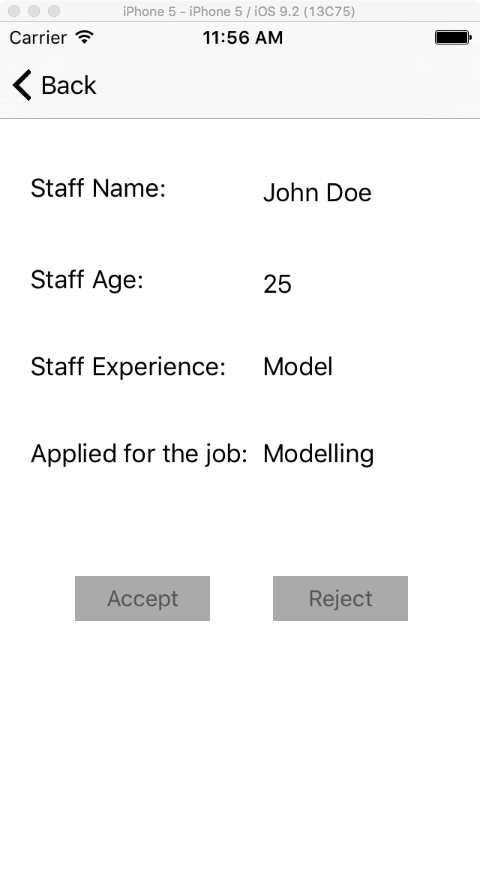 iPhone 5 - iPhone 5 / iOS 9.2 (13C75)
Carrier 11:56 AM
Back
Staff Name: John Doe
Staff Age: 25
Staff Experience: Model
Applied for the job: Modelling
Accept Reject